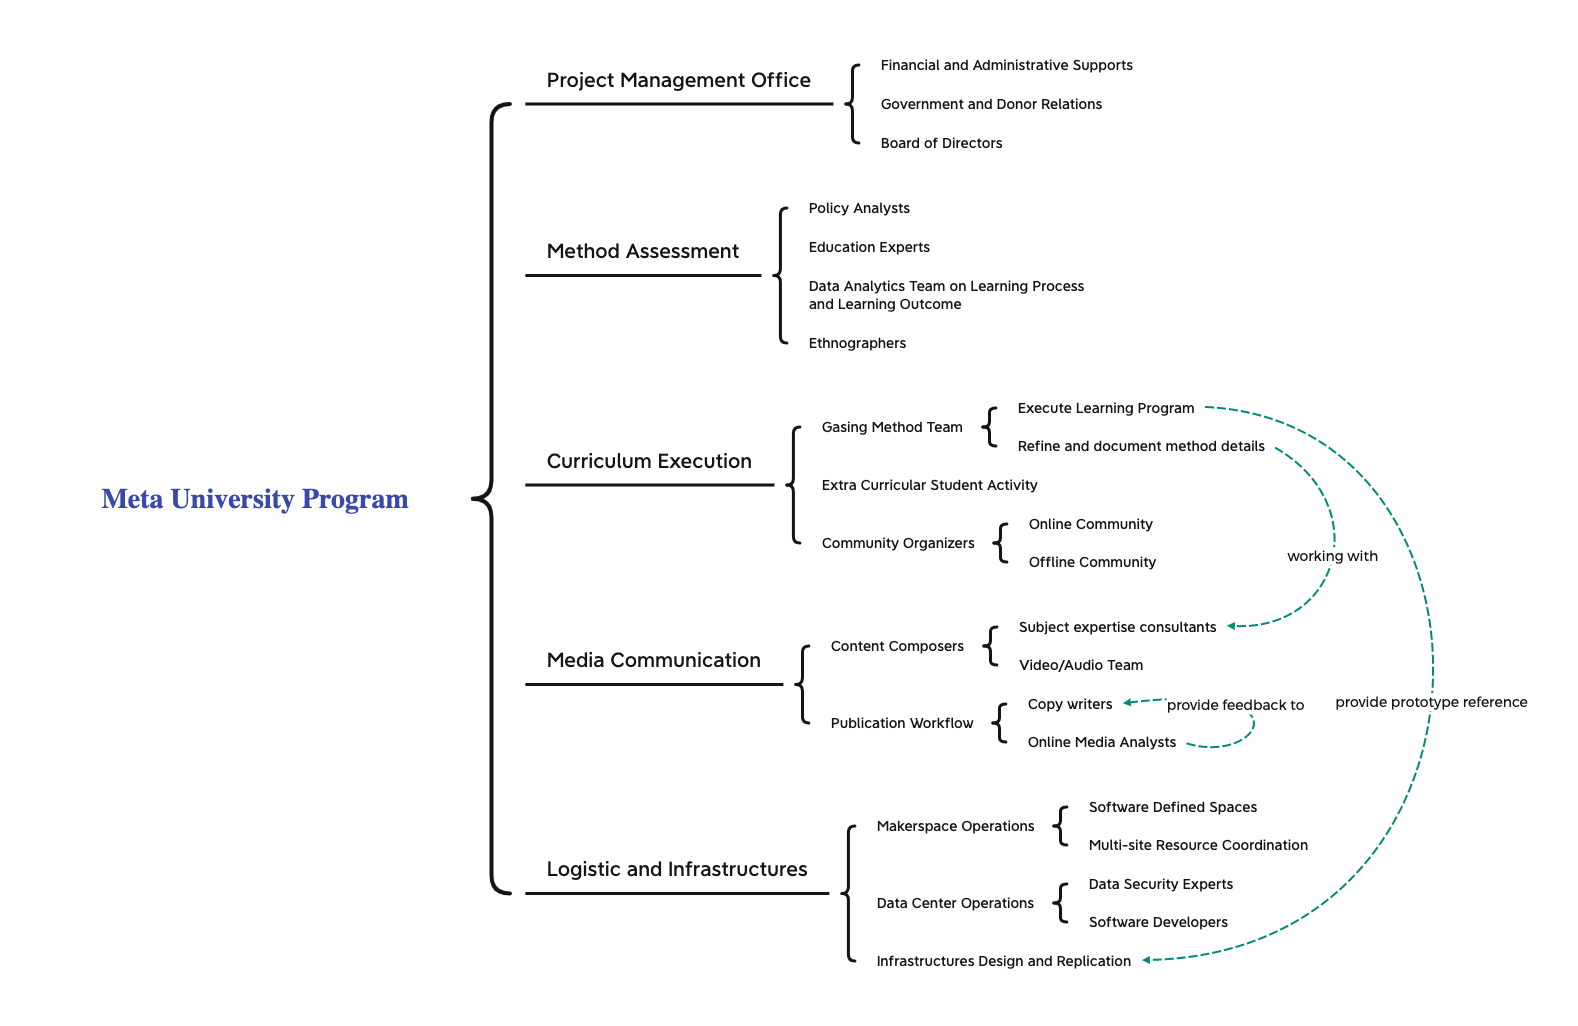 Meta University Program
Project Management Office
Financial and Administrative Supports
Government and Donor Relations
Board of Directors
Method Assessment
Policy Analysts
Education Experts
Data Analytics Team on Learning Process
and Learning Outcome
Ethnographers
Curriculum Execution
Gasing Method Team
Execute Learning Program
Refine and document method details
Extra Curricular Student Activity
Community Organizers
Online Community
Offline Community
working with
Media Communication
Content Composers
Subject expertise consultants
Video/Audio Team
Publication Workflow
Copy writers
Online Media Analysts
provide feedback to
provide prototype reference
Logistic and Infrastructures
Makerspace Operations
Software Defined Spaces
Multi-site Resource Coordination
Data Center Operations
Data Security Experts
Software Developers
Infrastructures Design and Replication